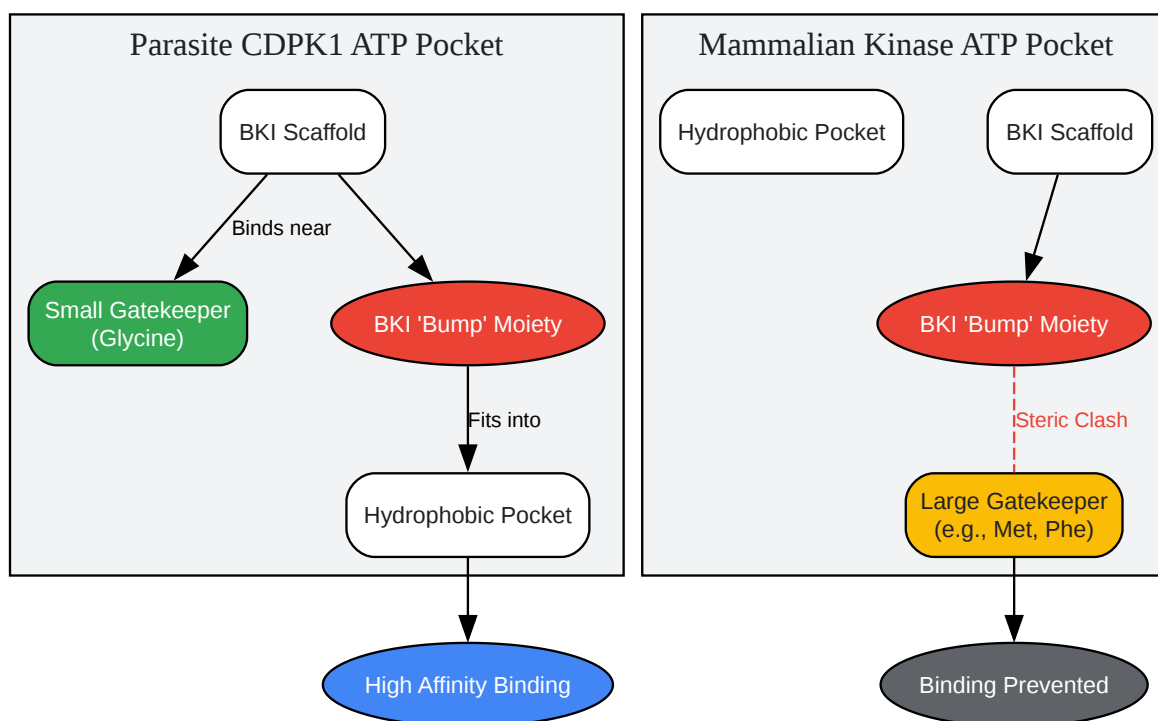 Parasite CDPK1 ATP Pocket
BKI Scaffold
Binds near
Small Gatekeeper
(Glycine)
BKI 'Bump' Moiety
Fits into
Hydrophobic Pocket
High Affinity Binding
Mammalian Kinase ATP Pocket
Hydrophobic Pocket
BKI Scaffold
BKI 'Bump' Moiety
Steric Clash
Large Gatekeeper
(e.g., Met, Phe)
Binding Prevented